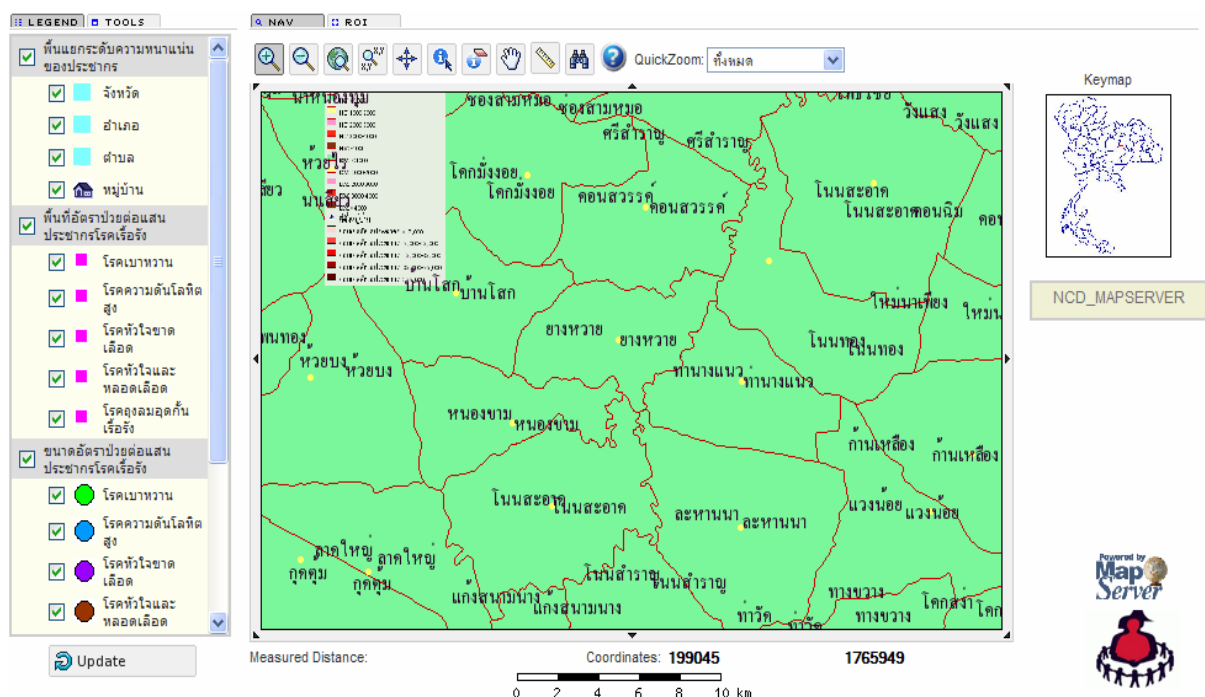 LEGEND TOOLS
NAV ROI
พื้นแยกระดับความหนาแน่น
ของประชากร
จังหวัด
อำเภอ
ตำบล
หมู่บ้าน
พื้นที่อัตราป่วยต่อแสน
ประชากรโรคเรื้อรัง
โรคเบาหวาน
โรคความดันโลหิต
สูง
โรคหัวใจขาด
เลือด
โรคหัวใจและ
หลอดเลือด
โรคถุงลมอุดกั้น
เรื้อรัง
ขนาดอัตราป่วยต่อแสน
ประชากรโรคเรื้อรัง
โรคเบาหวาน
โรคความดันโลหิต
สูง
โรคหัวใจขาด
เลือด
โรคหัวใจและ
หลอดเลือด
Update
QuickZoom: ทั้งหมด
ซองสามหมอ ซองสามหมอ
วังแสง วังแสง
ศรีสำราญ ศรีสำราญ
ห้วยไร่
โคกมั่งงอย
โคกมั่งงอย
คอนสวรรค์
คอนสวรรค์
โนนสะอาด
โนนสะอาด คอนฉิม
บ้านโสก บ้านโสก
ใหม่นาเพียง
ยางหวาย ยางหวาย
โนนทอง
โนนทอง
ห้วยบง ห้วยบง
ท่านางแนว ท่านางแนว
หนองขาม หนองขาม
ก้านเหลือง ก้านเหลือง
โนนสะอาด โนนสะอาด
ละหานนา ละหานนา
แวงน้อย แวงน้อย
ลาดใหญ่ ลาดใหญ่
กุดตุ้ม กุดตุ้ม
โนนสำราญ โนนสำราญ
แก้งสนามนาง แก้งสนามนาง
ท่าวัด ท่าวัด
ทางขวาง ทางขวาง
โคกสง่า
Measured Distance: Coordinates: 199045 1765949
0 2 4 6 8 10 km
Keymap
NCD_MAPSERVER
Powered by
Map
Server